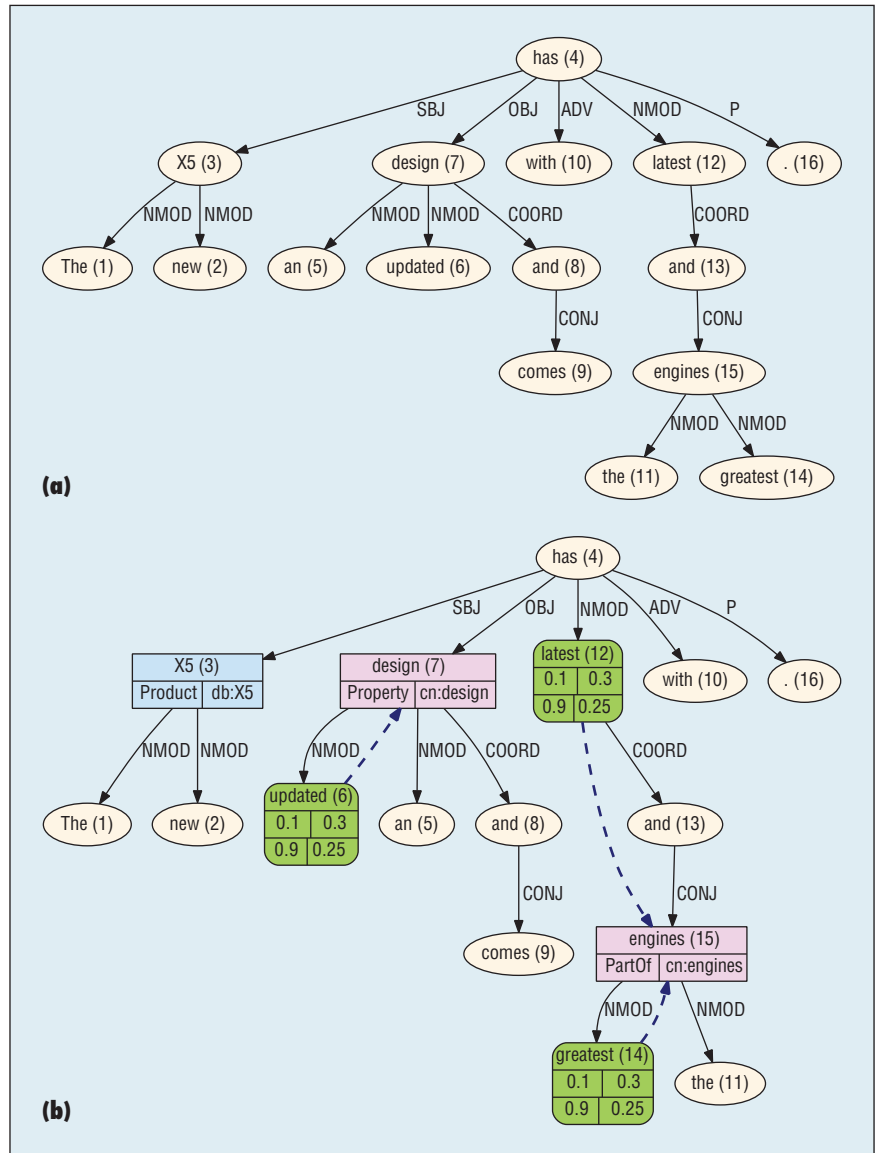 has (4)
SBJ OBJ ADV NMOD P
X5 (3) design (7) with (10) latest (12) . (16)
NMOD NMOD NMOD NMOD COORD COORD
The (1) new (2) an (5) updated (6) and (8) and (13)
CONJ CONJ
comes (9) engines (15)
NMOD NMOD
the (11) greatest (14)
(a)
has (4)
SBJ OBJ NMOD ADV P
X5 (3) design (7) latest (12)
Product db:X5 Property cn:design 0.1 0.3 with (10) . (16)
0.9 0.25
NMOD NMOD NMOD NMOD COORD COORD
updated (6)
The (1) new (2) 0.1 0.3 an (5) and (8) and (13)
0.9 0.25
CONJ CONJ
engines (15)
comes (9) PartOf cn:engines
NMOD NMOD
greatest (14)
0.1 0.3 the (11)
0.9 0.25
(b)